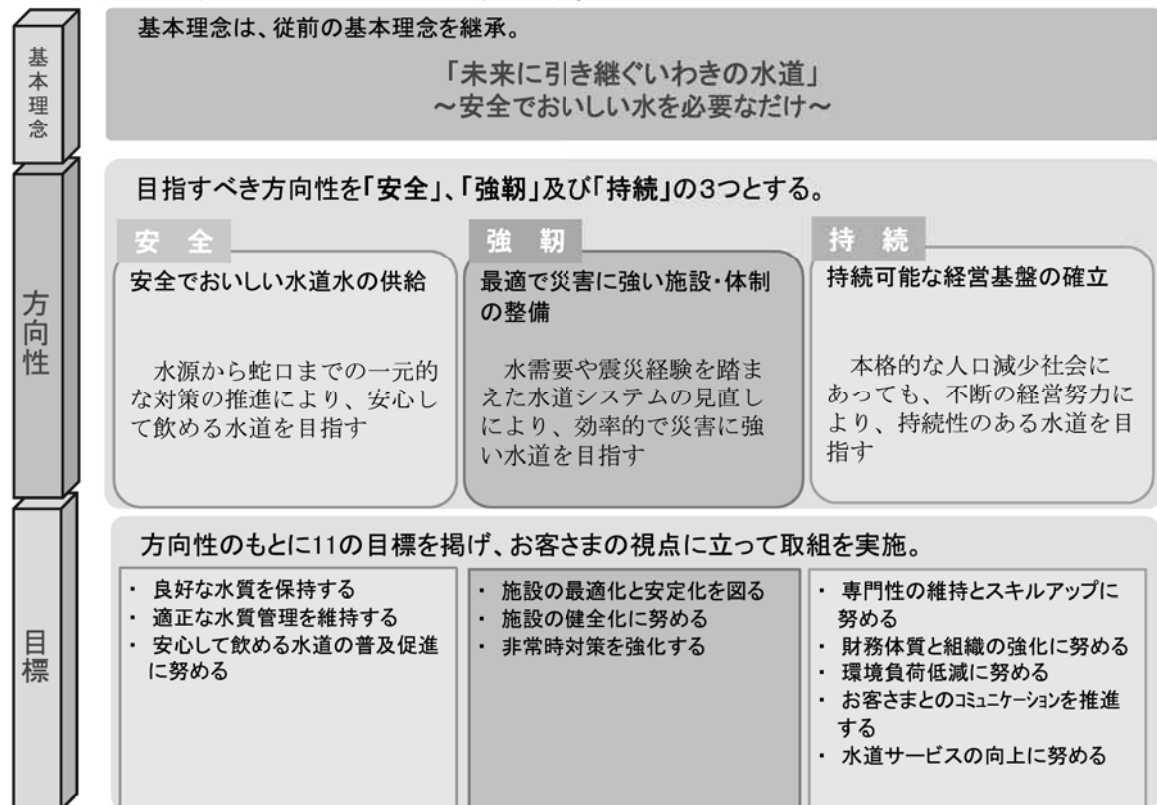 基本理念
基本理念は、従前の基本理念を継承。
「未来に引き継ぐいわきの水道」
～安全でおいしい水を必要なだけ～
方向性
目指すべき方向性を「安全」、「強靭」及び「持続」の３つとする。
安 全
安全でおいしい水道水の供給
水源から蛇口までの一元的
な対策の推進により、安心し
て飲める水道を目指す
強 靭
最適で災害に強い施設・体制
の整備
水需要や震災経験を踏ま
えた水道システムの見直し
により、効率的で災害に強
い水道を目指す
持 続
持続可能な経営基盤の確立
本格的な人口減少社会に
あっても、不断の経営努力に
より、持続性のある水道を目
指す
目標
方向性のもとに11の目標を掲げ、お客さまの視点に立って取組を実施。
・ 良好な水質を保持する
・ 適正な水質管理を維持する
・ 安心して飲める水道の普及促進
に努める
・ 施設の最適化と安定化を図る
・ 施設の健全化に努める
・ 非常時対策を強化する
・ 専門性の維持とスキルアップに
努める
・ 財務体質と組織の強化に努める
・ 環境負荷低減に努める
・ お客さまとのｺﾐｭﾆｹｰｼｮﾝを推進
する
・ 水道サービスの向上に努める